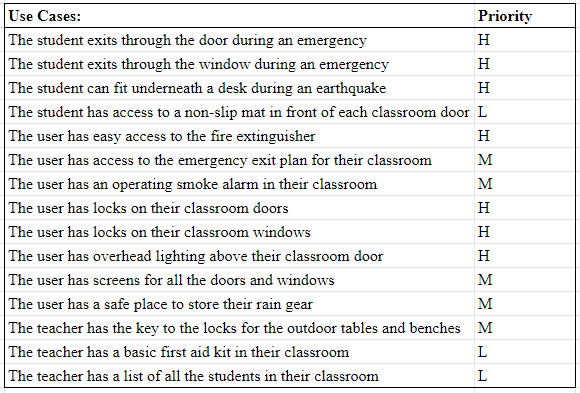 Use Cases: Priority
The student exits through the door during an emergency H
The student exits through the window during an emergency H
The student can fit underneath a desk during an earthquake H
The student has access to a non-slip mat in front of each classroom door L
The user has easy access to the fire extinguisher H
The user has access to the emergency exit plan for their classroom M
The user has an operating smoke alarm in their classroom M
The user has locks on their classroom doors H
The user has locks on their classroom windows H
The user has overhead lighting above their classroom door H
The user has screens for all the doors and windows M
The user has a safe place to store their rain gear M
The teacher has the key to the locks for the outdoor tables and benches M
The teacher has a basic first aid kit in their classroom L
The teacher has a list of all the students in their classroom L